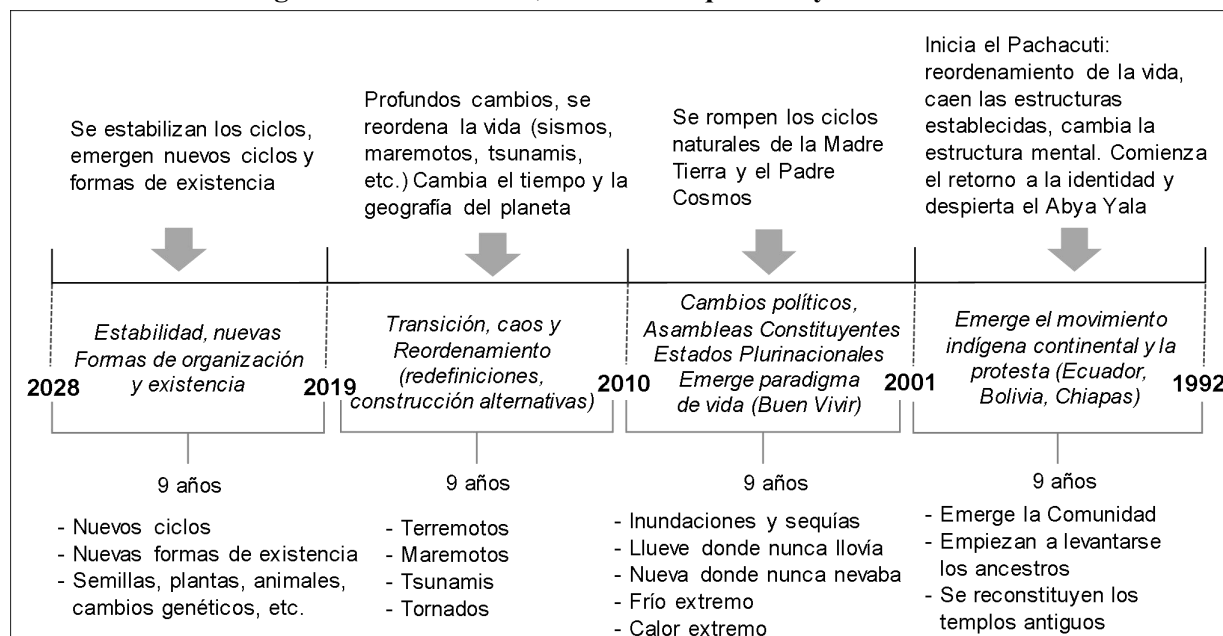 Se estabilizan los ciclos,
emergen nuevos ciclos y
formas de existencia
Profundos cambios, se
reordena la vida (sismos,
maremotos, tsunamis,
etc.) Cambia el tiempo y la
geografía del planeta
Se rompen los ciclos
naturales de la Madre
Tierra y el Padre
Cosmos
Inicia el Pachacuti:
reordenamiento de la vida,
caen las estructuras
establecidas, cambia la
estructura mental. Comienza
el retorno a la identidad y
despierta el Abya Yala
2028
Estabilidad, nuevas
Formas de organización
y existencia
2019
Transición, caos y
Reordenamiento
(redefiniciones,
construcción alternativas)
2010
Cambios políticos,
Asambleas Constituyentes
Estados Plurinacionales
Emerge paradigma
de vida (Buen Vivir)
2001
Emerge el movimiento
indígena continental y la
protesta (Ecuador,
Bolivia, Chiapas)
1992
9 años
- Nuevos ciclos
- Nuevas formas de existencia
- Semillas, plantas, animales,
cambios genéticos, etc.
9 años
- Terremotos
- Maremotos
- Tsunamis
- Tornados
9 años
- Inundaciones y sequías
- Llueve donde nunca llovía
- Nueva donde nunca nevaba
- Frío extremo
- Calor extremo
9 años
- Emerge la Comunidad
- Empiezan a levantarse
los ancestros
- Se reconstituyen los
templos antiguos